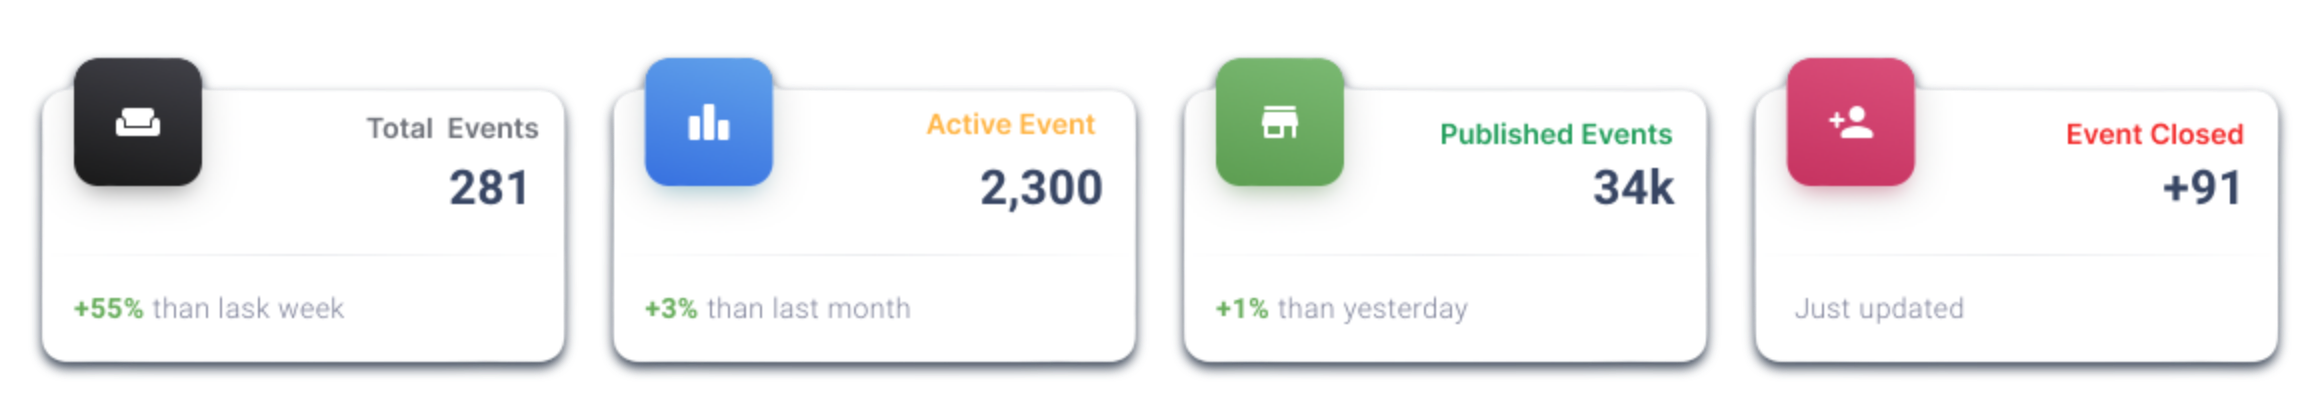 Total Events
281
+55% than lask week
Active Event
2,300
+3% than last month
Published Events
34k
+1% than yesterday
Event Closed
+91
Just updated